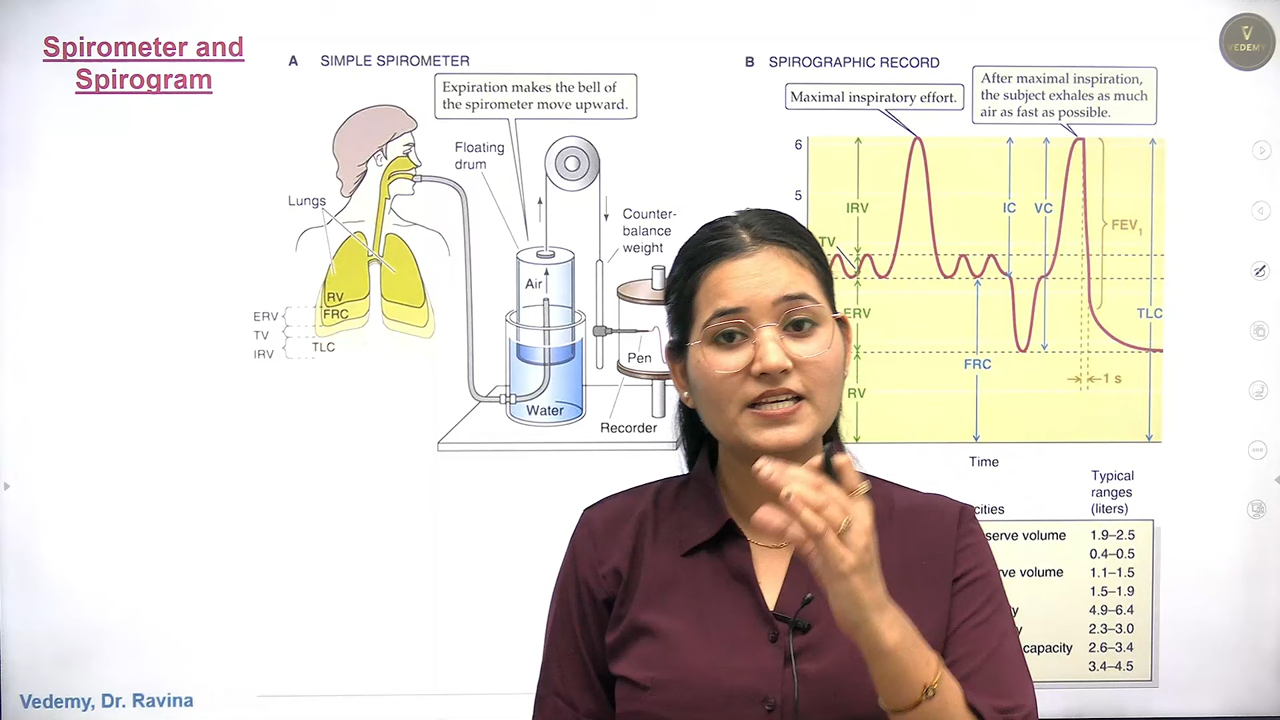 Spirometer and
Spirogram
A SIMPLE SPIROMETER
Expiration makes the bell of
the spirometer move upward.
Floating
drum
Lungs
Counter-
balance
weight
Air
RV
FRC
ERV
TV
IRV
TLC
Pen
Water
Recorder
B SPIROGRAPHIC RECORD
Maximal inspiratory effort.
After maximal inspiration,
the subject exhales as much
air as fast as possible.
6
5
IRV
IC
VC
FEV₁
TV
ERV
TLC
FRC
1 s
RV
Time
cities
Typical
ranges
(liters)
serve volume 1.9–2.5
0.4–0.5
rve volume 1.1–1.5
1.5–1.9
y 4.9–6.4
y 2.3–3.0
capacity 2.6–3.4
3.4–4.5
VEDEMY
Vedemy, Dr. Ravina